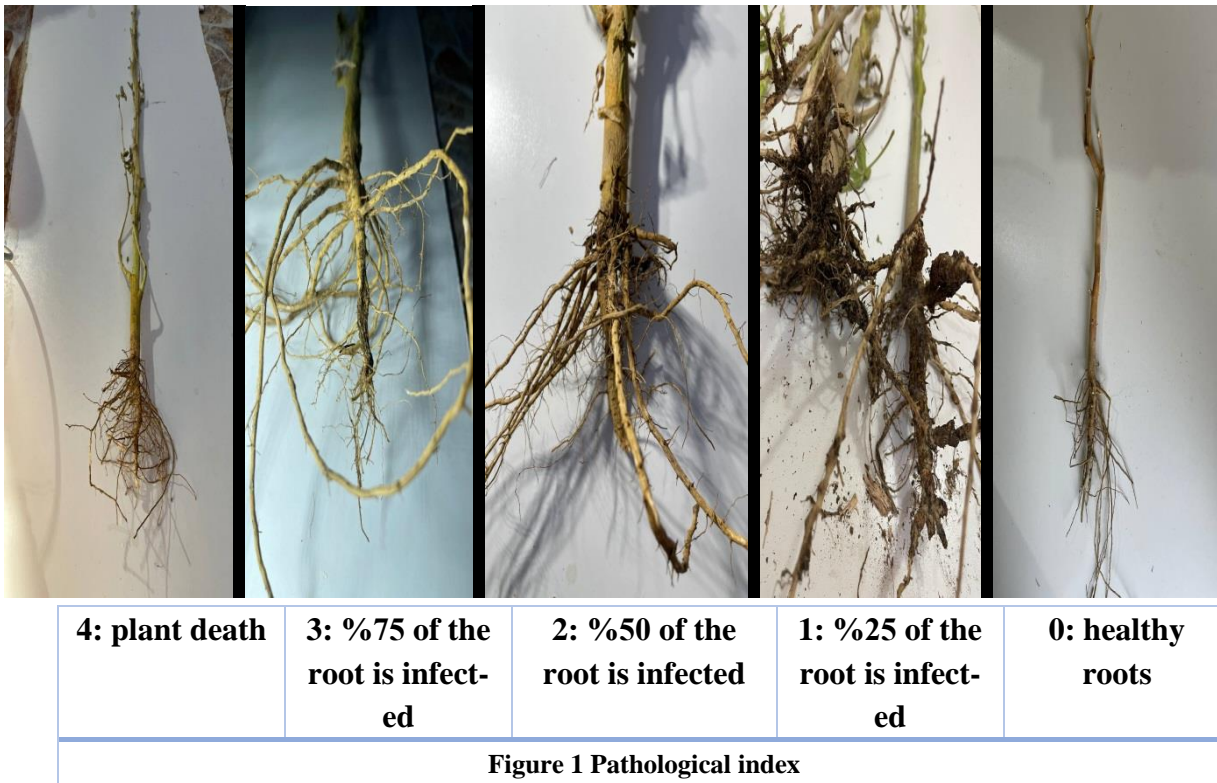 4: plant death
3: %75 of the
root is infect-
ed
2: %50 of the
root is infected
1: %25 of the
root is infect-
ed
0: healthy
roots
Figure 1 Pathological index